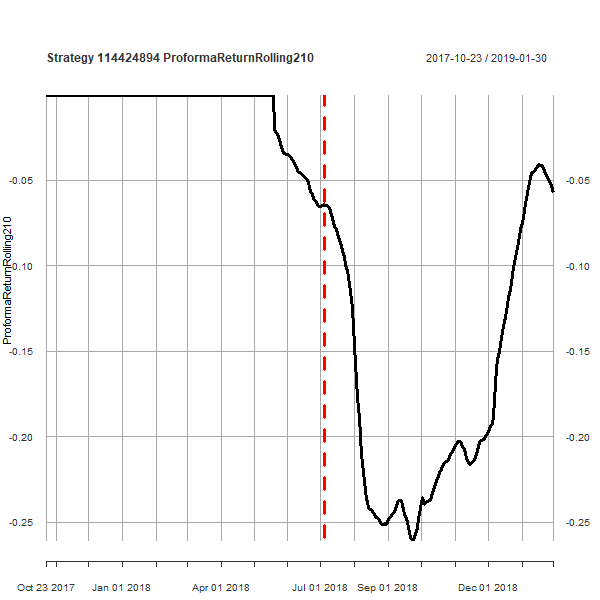 Strategy 114424894 ProformaReturnRolling210
2017-10-23 / 2019-01-30
ProformaReturnRolling210
-0.05
-0.10
-0.15
-0.20
-0.25
-0.05
-0.10
-0.15
-0.20
-0.25
Oct 23 2017 Jan 01 2018 Apr 01 2018 Jul 01 2018 Sep 01 2018 Dec 01 2018